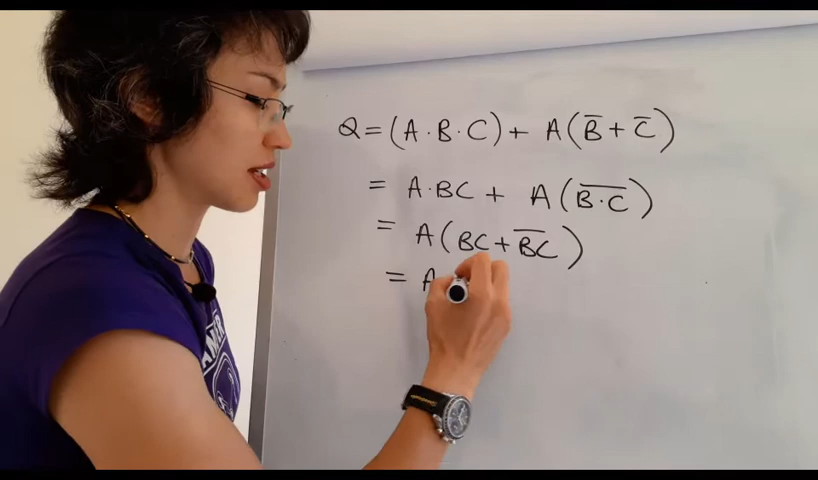 Q = (A · B · C) + A(B̅ + C̅)
= A · BC + A(B̅ ̅·̅ ̅C̅)
= A(BC + B̅C)
= A